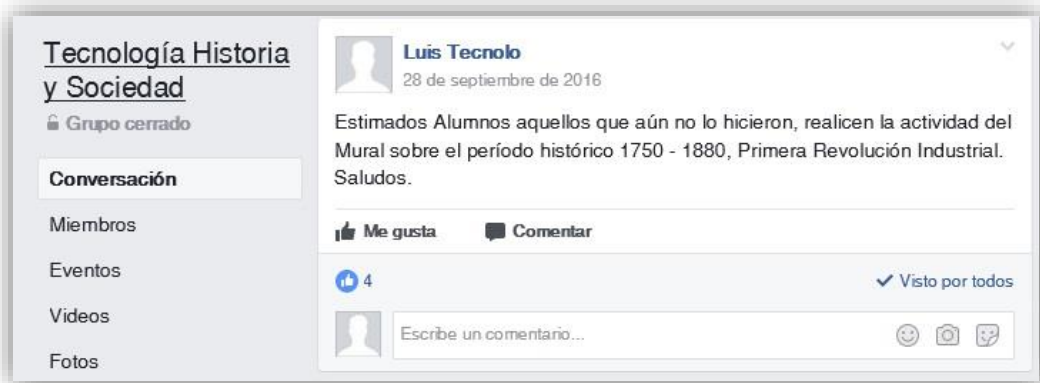 Tecnología Historia
y Sociedad
Grupo cerrado
Conversación
Miembros
Eventos
Videos
Fotos
Luis Tecnolo
28 de septiembre de 2016
Estimados Alumnos aquellos que aún no lo hicieron, realicen la actividad del
Mural sobre el período histórico 1750 - 1880, Primera Revolución Industrial.
Saludos.
Me gusta Comentar
4 Visto por todos
Escribe un comentario...